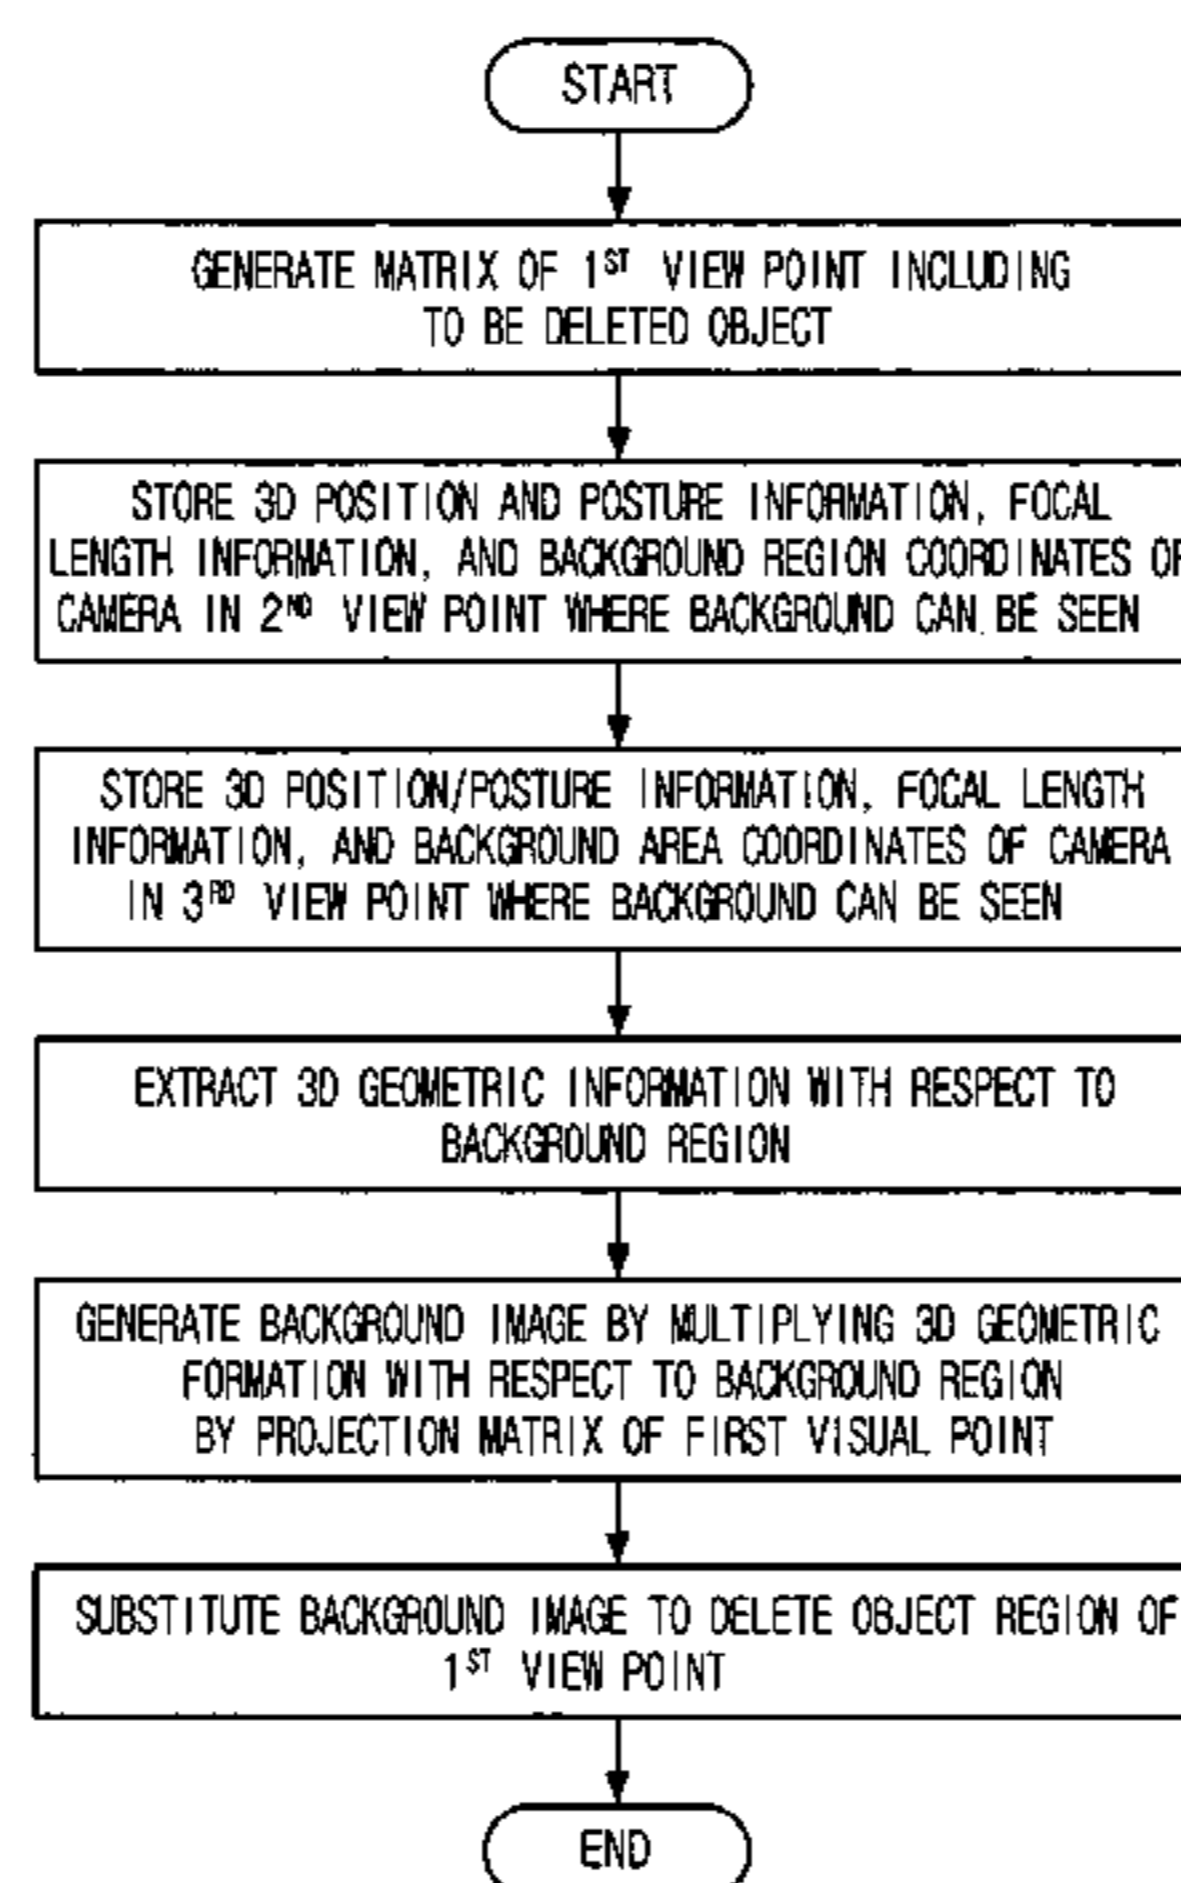 START
GENERATE MATRIX OF 1ST VIEW POINT INCLUDING
TO BE DELETED OBJECT
STORE 3D POSITION AND POSTURE INFORMATION, FOCAL
LENGTH INFORMATION, AND BACKGROUND REGION COORDINATES OF
CAMERA IN 2ND VIEW POINT WHERE BACKGROUND CAN BE SEEN
STORE 3D POSITION/POSTURE INFORMATION, FOCAL LENGTH
INFORMATION, AND BACKGROUND AREA COORDINATES OF CAMERA
IN 3RD VIEW POINT WHERE BACKGROUND CAN BE SEEN
EXTRACT 3D GEOMETRIC INFORMATION WITH RESPECT TO
BACKGROUND REGION
GENERATE BACKGROUND IMAGE BY MULTIPLYING 3D GEOMETRIC
FORMATION WITH RESPECT TO BACKGROUND REGION
BY PROJECTION MATRIX OF FIRST VISUAL POINT
SUBSTITUTE BACKGROUND IMAGE TO DELETE OBJECT REGION OF
1ST VIEW POINT
END